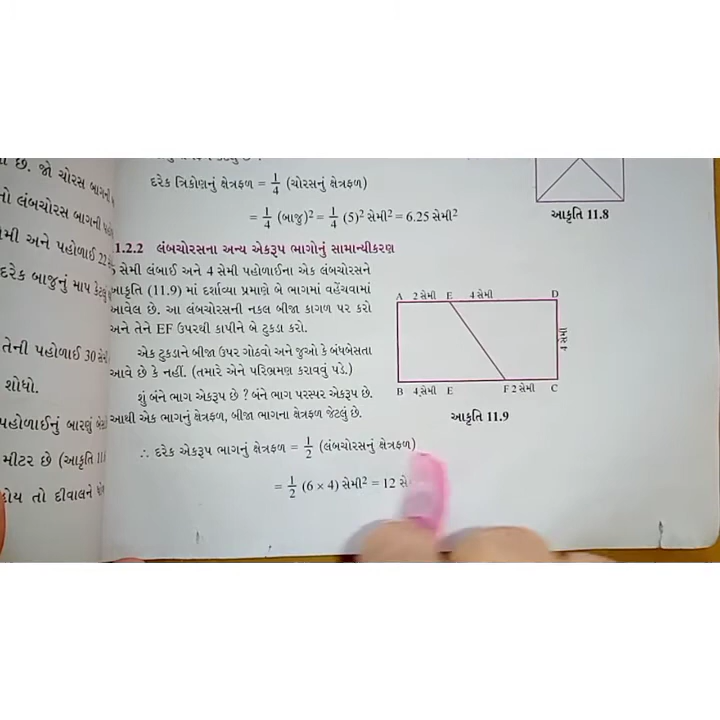 છે. જો ચોરસ બાગની
લંબચોરસ બાગની
અને પહોળાઈ 22
દરેક બાજુનું માપ કેટલું
તેની પહોળાઈ 30
શોધો.
પહોળાઈનું બારણું
મીટર છે (આકૃતિ
હોય તો દીવાલને
દરેક ત્રિકોણનું ક્ષેત્રફળ = 1/4 (ચોરસનું ક્ષેત્રફળ)
= 1/4 (બાજુ)² = 1/4 (5)² સેમી² = 6.25 સેમી²
આકૃતિ 11.8
1.2.2 લંબચોરસના અન્ય એકરૂપ ભાગોનું સામાન્યીકરણ
સેમી લંબાઈ અને 4 સેમી પહોળાઈના એક લંબચોરસને
આકૃતિ (11.9) માં દર્શાવ્યા પ્રમાણે બે ભાગમાં વહેંચવામાં
આવેલ છે. આ લંબચોરસની નકલ બીજા કાગળ પર કરો
અને તેને EF ઉપરથી કાપીને બે ટુકડા કરો.
એક ટુકડાને બીજા ઉપર ગોઠવો અને જુઓ કે બંધબેસતા
આવે છે કે નહીં. (તમારે એને પરિભ્રમણ કરાવવું પડે.)
શું બંને ભાગ એકરૂપ છે ? બંને ભાગ પરસ્પર એકરૂપ છે.
આથી એક ભાગનું ક્ષેત્રફળ, બીજા ભાગના ક્ષેત્રફળ જેટલું છે.
A 2 સેમી E 4 સેમી D
4 સેમી
B 4 સેમી E F 2 સેમી C
આકૃતિ 11.9
∴ દરેક એકરૂપ ભાગનું ક્ષેત્રફળ = 1/2 (લંબચોરસનું ક્ષેત્રફળ)
= 1/2 (6 × 4) સેમી² = 12